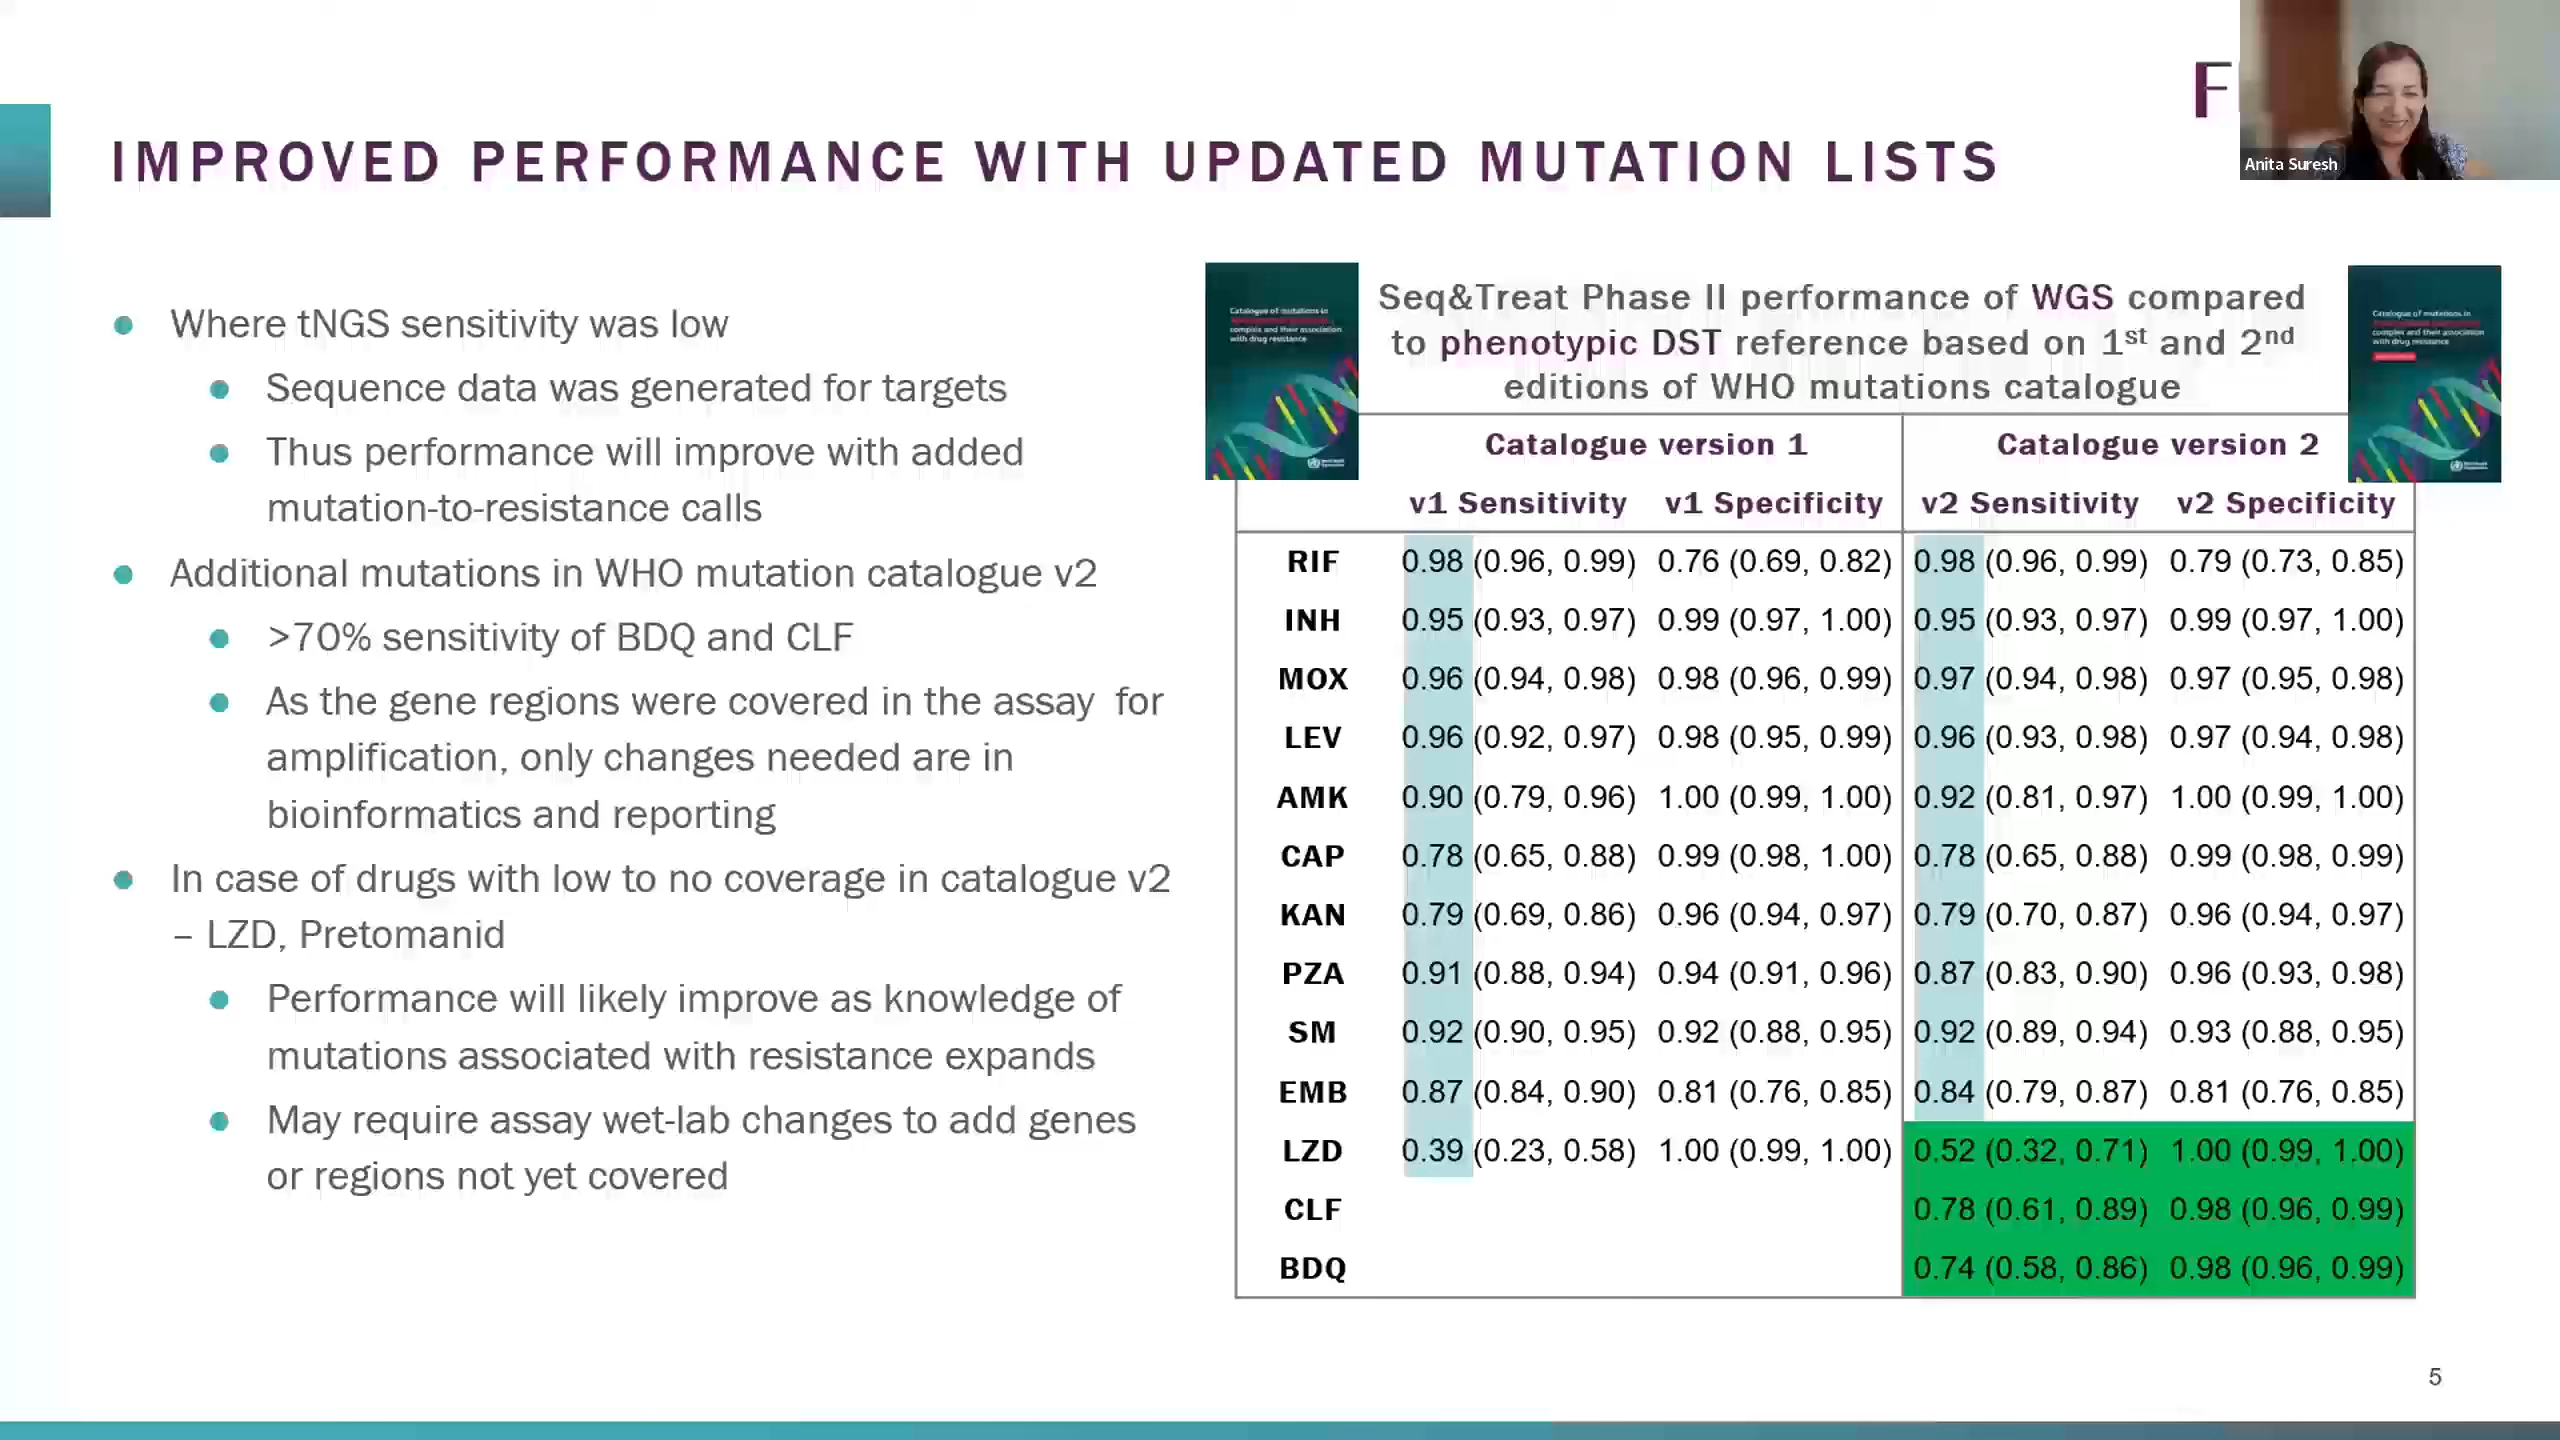 F
Anita Suresh
IMPROVED PERFORMANCE WITH UPDATED MUTATION LISTS
Where tNGS sensitivity was low
Sequence data was generated for targets
Thus performance will improve with added
mutation-to-resistance calls
Additional mutations in WHO mutation catalogue v2
>70% sensitivity of BDQ and CLF
As the gene regions were covered in the assay for
amplification, only changes needed are in
bioinformatics and reporting
In case of drugs with low to no coverage in catalogue v2
– LZD, Pretomanid
Performance will likely improve as knowledge of
mutations associated with resistance expands
May require assay wet-lab changes to add genes
or regions not yet covered
Catalogue of mutations in
complex and their association
with drug resistance
Seq&Treat Phase II performance of WGS compared
to phenotypic DST reference based on 1st and 2nd
editions of WHO mutations catalogue
Catalogue of mutations in
complex and their association
with drug resistance
Catalogue version 1 Catalogue version 2
v1 Sensitivity v1 Specificity v2 Sensitivity v2 Specificity
RIF 0.98 (0.96, 0.99) 0.76 (0.69, 0.82) 0.98 (0.96, 0.99) 0.79 (0.73, 0.85)
INH 0.95 (0.93, 0.97) 0.99 (0.97, 1.00) 0.95 (0.93, 0.97) 0.99 (0.97, 1.00)
MOX 0.96 (0.94, 0.98) 0.98 (0.96, 0.99) 0.97 (0.94, 0.98) 0.97 (0.95, 0.98)
LEV 0.96 (0.92, 0.97) 0.98 (0.95, 0.99) 0.96 (0.93, 0.98) 0.97 (0.94, 0.98)
AMK 0.90 (0.79, 0.96) 1.00 (0.99, 1.00) 0.92 (0.81, 0.97) 1.00 (0.99, 1.00)
CAP 0.78 (0.65, 0.88) 0.99 (0.98, 1.00) 0.78 (0.65, 0.88) 0.99 (0.98, 0.99)
KAN 0.79 (0.69, 0.86) 0.96 (0.94, 0.97) 0.79 (0.70, 0.87) 0.96 (0.94, 0.97)
PZA 0.91 (0.88, 0.94) 0.94 (0.91, 0.96) 0.87 (0.83, 0.90) 0.96 (0.93, 0.98)
SM 0.92 (0.90, 0.95) 0.92 (0.88, 0.95) 0.92 (0.89, 0.94) 0.93 (0.88, 0.95)
EMB 0.87 (0.84, 0.90) 0.81 (0.76, 0.85) 0.84 (0.79, 0.87) 0.81 (0.76, 0.85)
LZD 0.39 (0.23, 0.58) 1.00 (0.99, 1.00) 0.52 (0.32, 0.71) 1.00 (0.99, 1.00)
CLF 0.78 (0.61, 0.89) 0.98 (0.96, 0.99)
BDQ 0.74 (0.58, 0.86) 0.98 (0.96, 0.99)
5